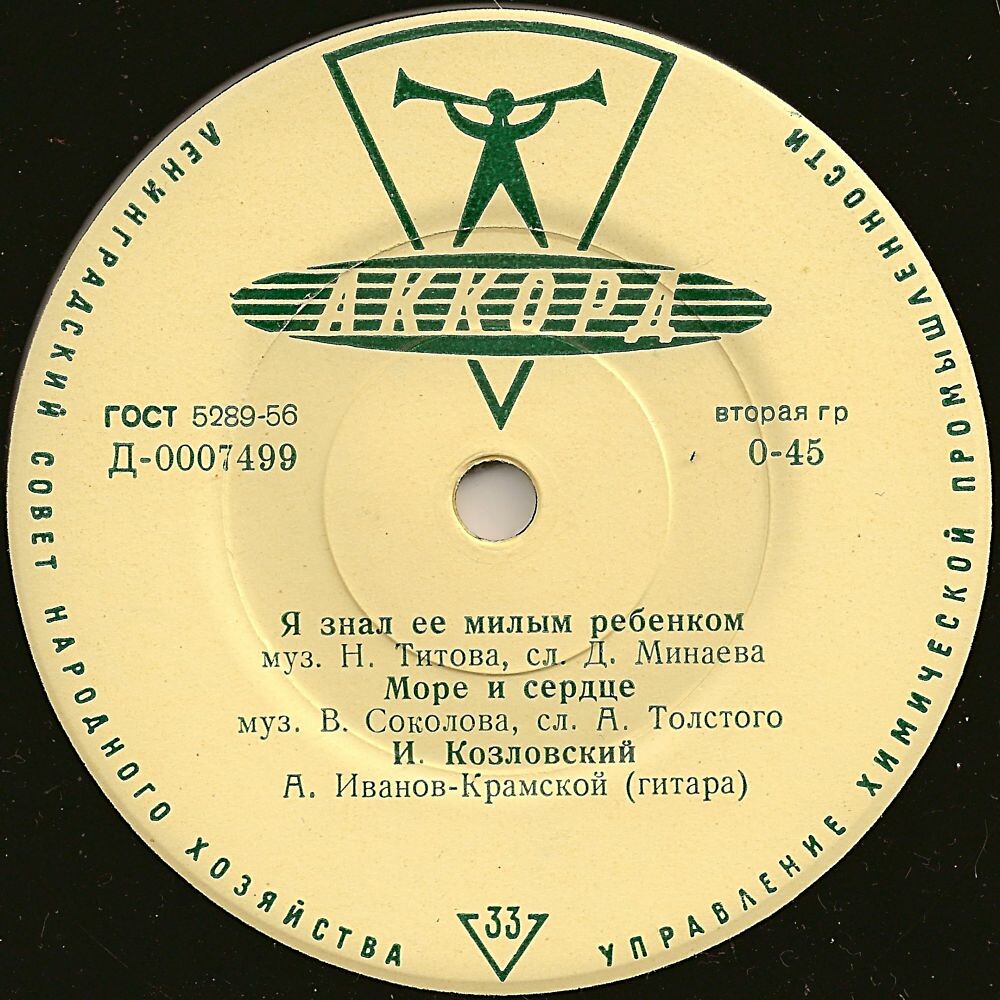 ЛЕНИНГРАДСКИЙ СОВЕТ НАРОДНОГО ХОЗЯЙСТВА
УПРАВЛЕНИЕ ХИМИЧЕСКОЙ ПРОМЫШЛЕННОСТИ
АККОРД
ГОСТ 5289-56
Д-0007499
вторая гр
0-45
Я знал ее милым ребенком
муз. Н. Титова, сл. Д. Минаева
Море и сердце
муз. В. Соколова, сл. А. Толстого
И. Козловский
А. Иванов-Крамской (гитара)
33